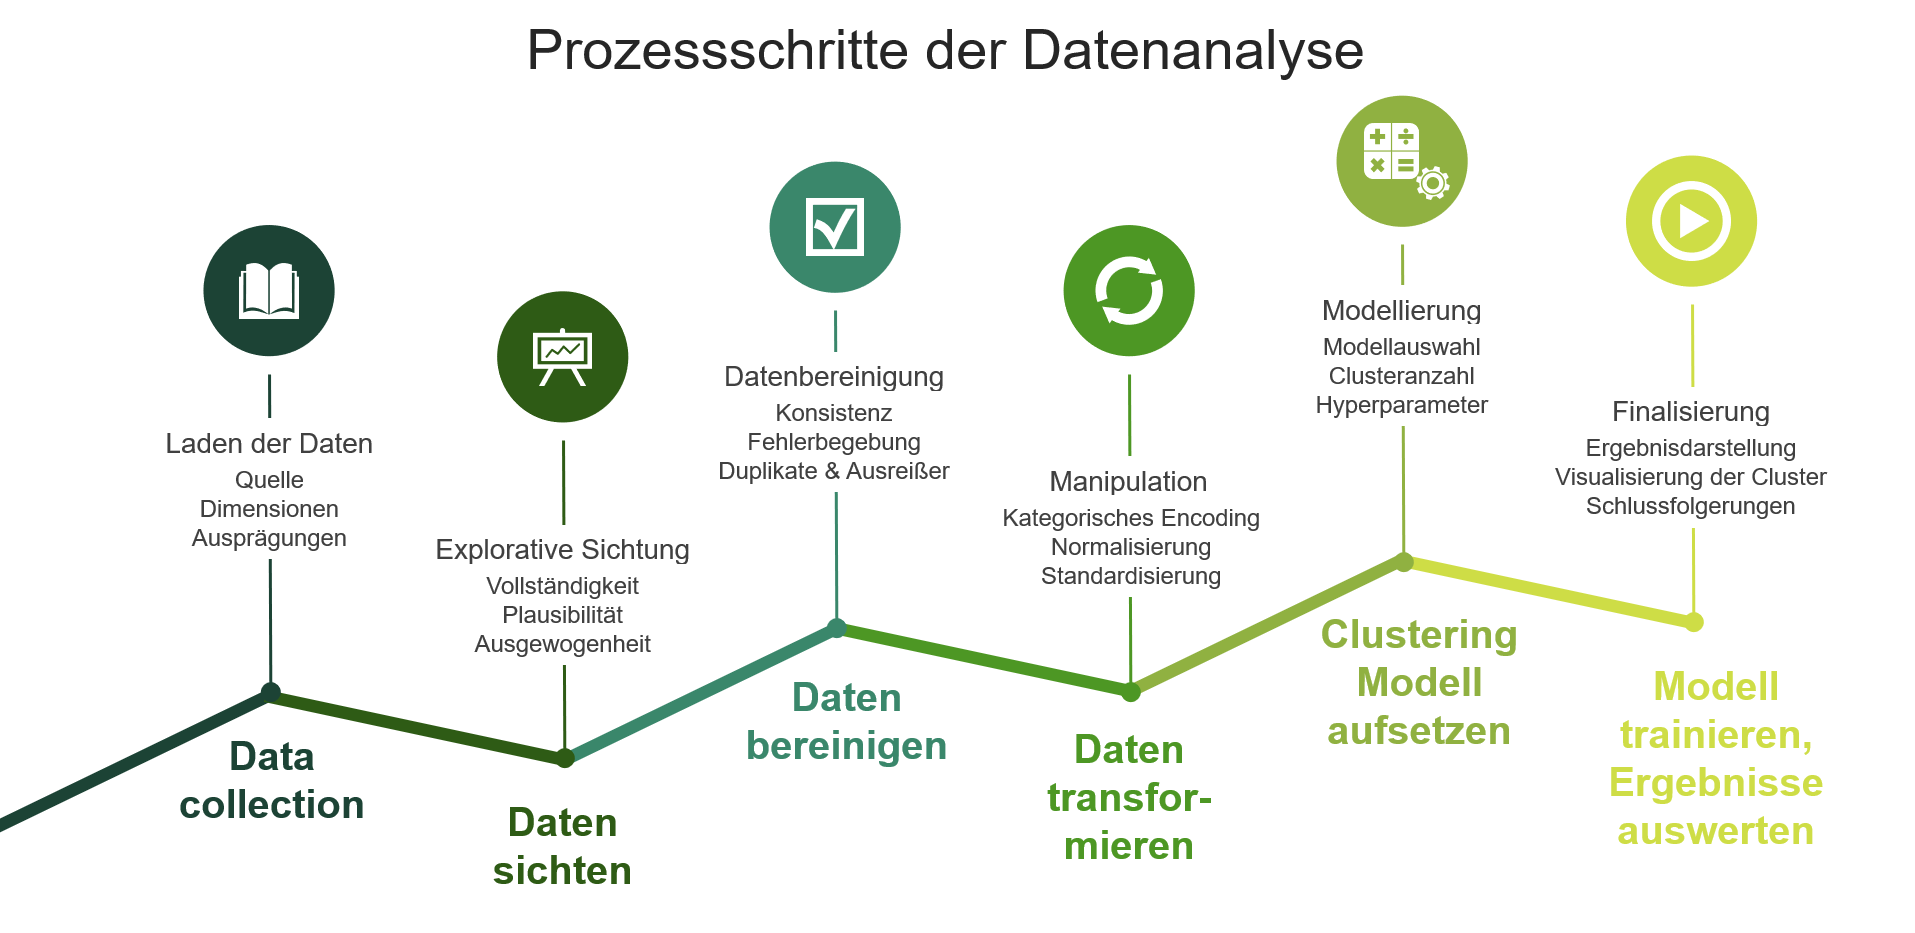 Prozessschritte der Datenanalyse
Laden der Daten
Quelle
Dimensionen
Ausprägungen
Data
collection
Explorative Sichtung
Vollständigkeit
Plausibilität
Ausgewogenheit
Daten
sichten
Datenbereinigung
Konsistenz
Fehlerbegebung
Duplikate & Ausreißer
Daten
bereinigen
Manipulation
Kategorisches Encoding
Normalisierung
Standardisierung
Daten
transfor-
mieren
Modellierung
Modellauswahl
Clusteranzahl
Hyperparameter
Clustering
Modell
aufsetzen
Finalisierung
Ergebnisdarstellung
Visualisierung der Cluster
Schlussfolgerungen
Modell
trainieren,
Ergebnisse
auswerten